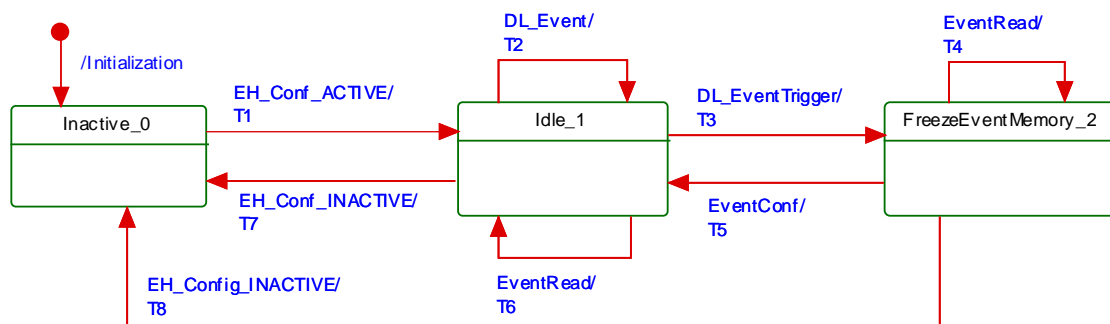 DL_Event/
T2
EventRead/
T4
/Initialization
EH_Conf_ACTIVE/
T1
DL_EventTrigger/
T3
Inactive_0
Idle_1
FreezeEventMemory_2
EH_Conf_INACTIVE/
T7
EventConf/
T5
EH_Config_INACTIVE/
T8
EventRead/
T6